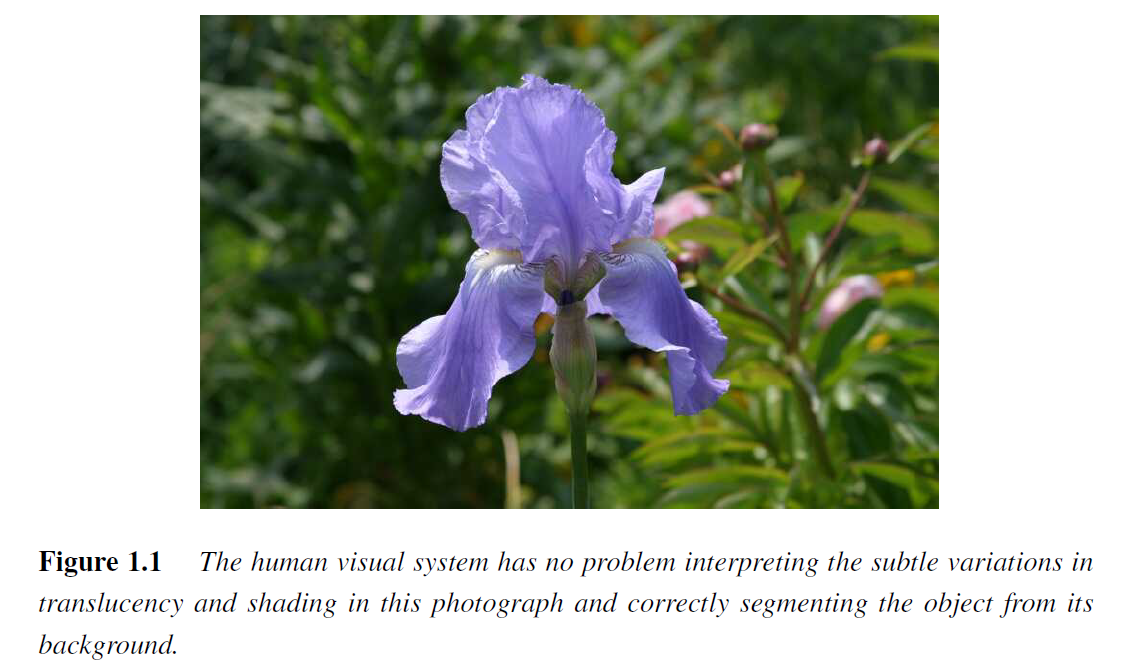 Figure 1.1 The human visual system has no problem interpreting the subtle variations in
translucency and shading in this photograph and correctly segmenting the object from its
background.